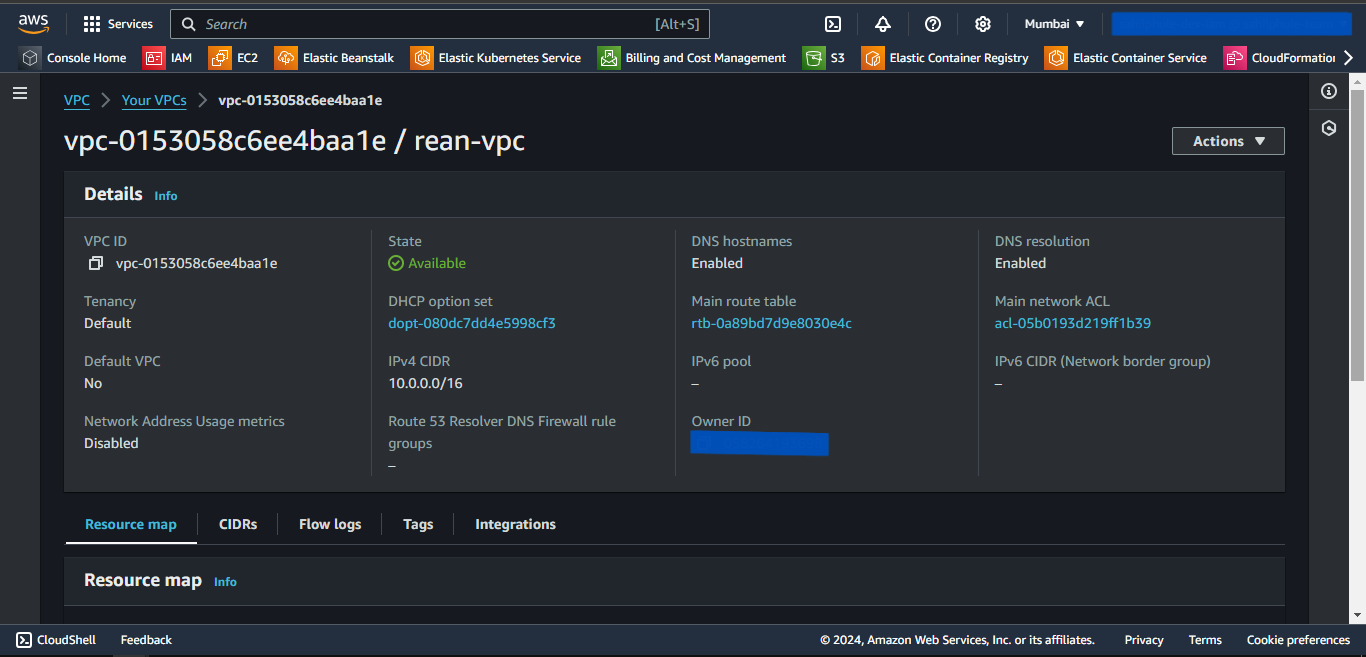 aws Services Search [Alt+S] Mumbai ▼
Console Home IAM EC2 Elastic Beanstalk Elastic Kubernetes Service Billing and Cost Management S3 Elastic Container Registry Elastic Container Service CloudFormation
VPC > Your VPCs > vpc-0153058c6ee4baa1e
vpc-0153058c6ee4baa1e / rean-vpc
Actions ▼
Details Info
VPC ID
vpc-0153058c6ee4baa1e
State
Available
DNS hostnames
Enabled
DNS resolution
Enabled
Tenancy
Default
DHCP option set
dopt-080dc7dd4e5998cf3
Main route table
rtb-0a89bd7d9e8030e4c
Main network ACL
acl-05b0193d219ff1b39
Default VPC
No
IPv4 CIDR
10.0.0.0/16
IPv6 pool
–
IPv6 CIDR (Network border group)
–
Network Address Usage metrics
Disabled
Route 53 Resolver DNS Firewall rule
groups
–
Owner ID
Resource map CIDRs Flow logs Tags Integrations
Resource map Info
CloudShell Feedback © 2024, Amazon Web Services, Inc. or its affiliates. Privacy Terms Cookie preferences